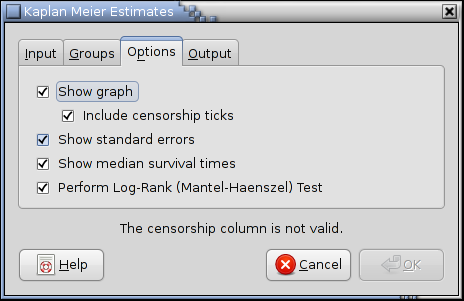 Kaplan Meier Estimates
Input Groups Options Output
Show graph
Include censorship ticks
Show standard errors
Show median survival times
Perform Log-Rank (Mantel-Haenszel) Test
The censorship column is not valid.
Help Cancel OK